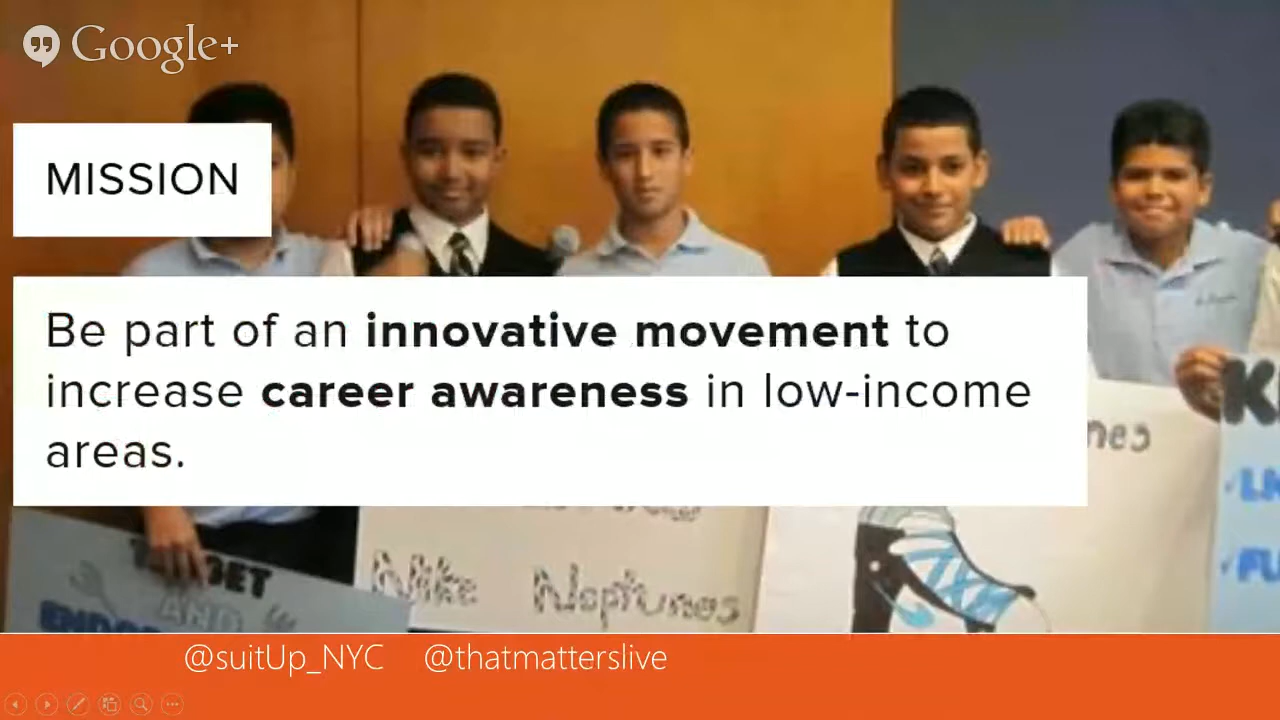 Google+
MISSION
Be part of an innovative movement to
increase career awareness in low-income
areas.
Nike Neptunes
AND
@suitUp_NYC @thatmatterslive